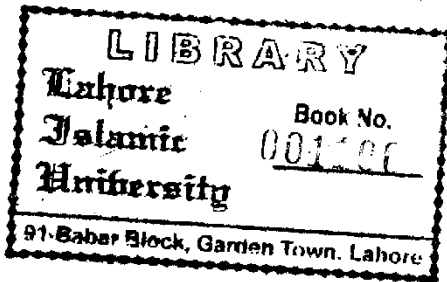 LIBRARY
Lahore
Islamic
University
Book No.
91-Babar Block, Garden Town. Lahore